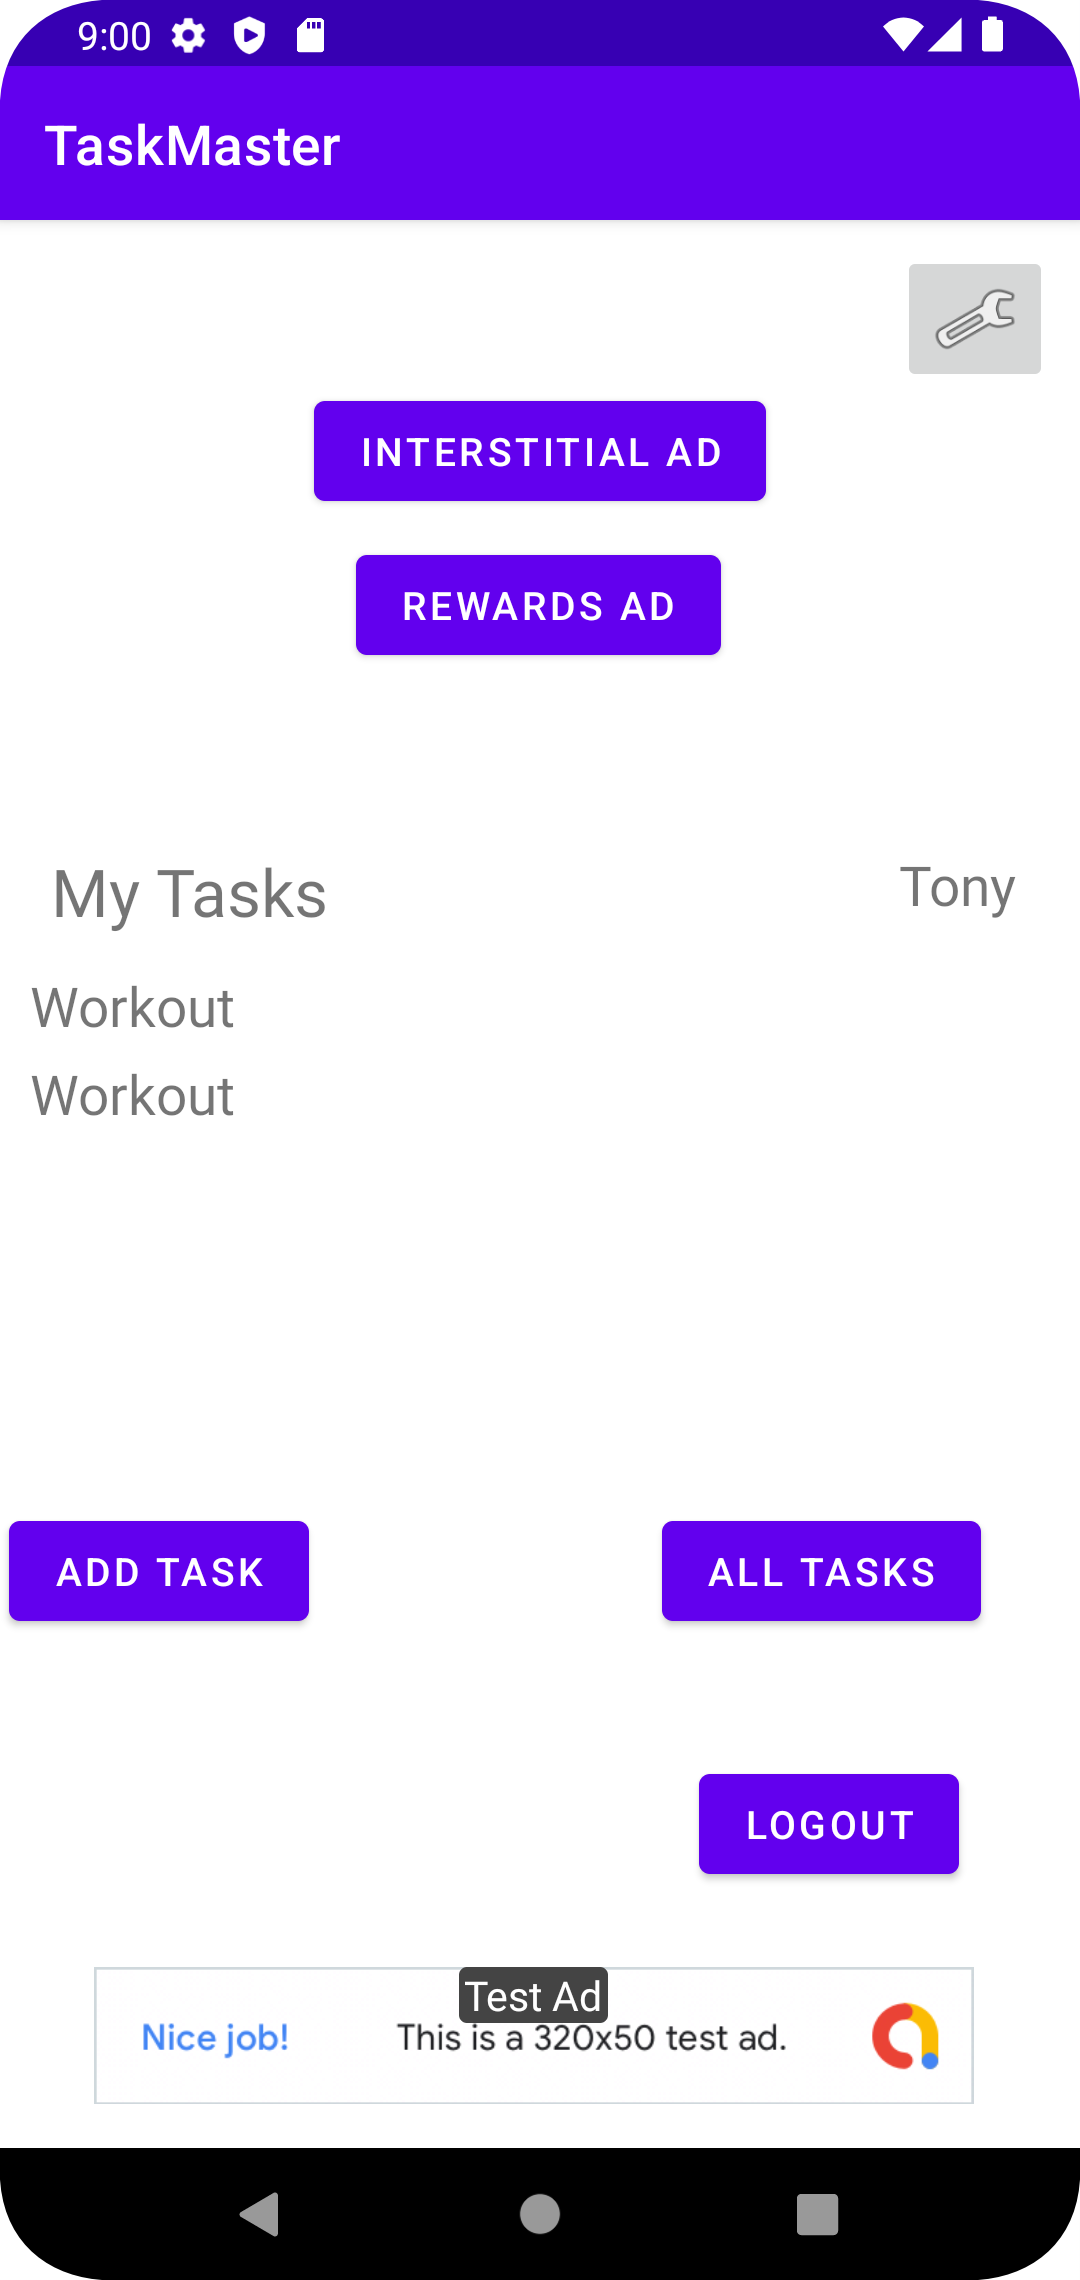 9:00
TaskMaster
INTERSTITIAL AD
REWARDS AD
My Tasks
Tony
Workout
Workout
ADD TASK
ALL TASKS
LOGOUT
Test Ad
Nice job!
This is a 320x50 test ad.